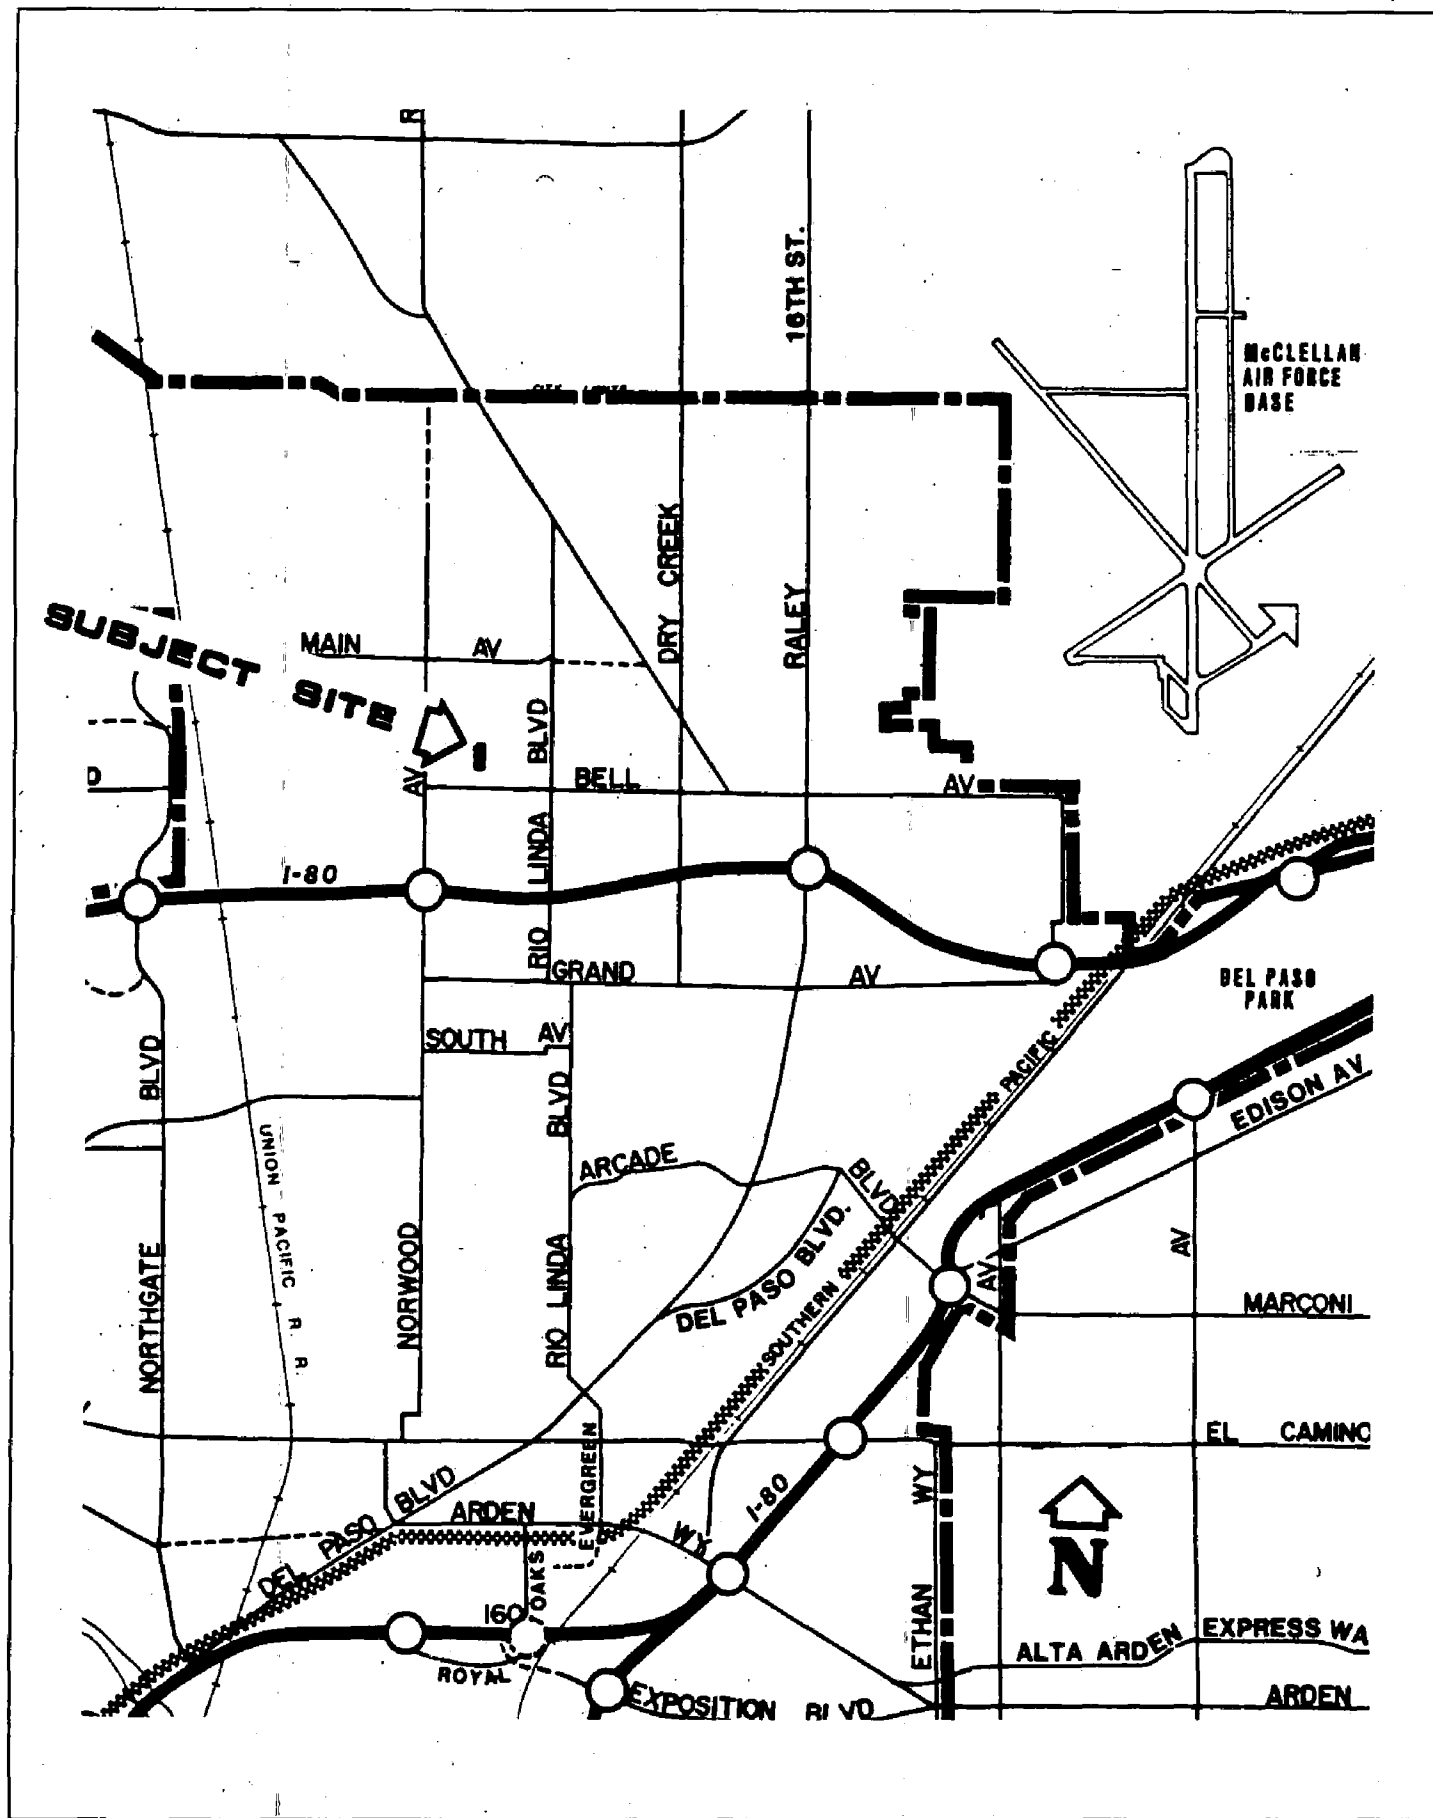 16TH ST.
McCLELLAN
AIR FORCE
BASE
CITY LIMITS
DRY CREEK
RALEY
SUBJECT SITE
MAIN AV
BLVD
AV
BELL AV
D
I-80
RIO LINDA
GRAND AV
DEL PASO
PARK
SOUTH AV
BLVD
BLVD
PACIFIC
EDISON AV
UNION PACIFIC R. R.
ARCADE BLVD
NORTHGATE
NORWOOD
RIO LINDA
DEL PASO BLVD.
SOUTHERN
AV
AV
MARCONI
EL CAMINO
EVERGREEN
DEL PASO BLVD
ARDEN WY
I-80
WY
N
OAKS
160
ROYAL
ETHAN
ALTA ARDEN EXPRESS WA
EXPOSITION BLVD
ARDEN
R